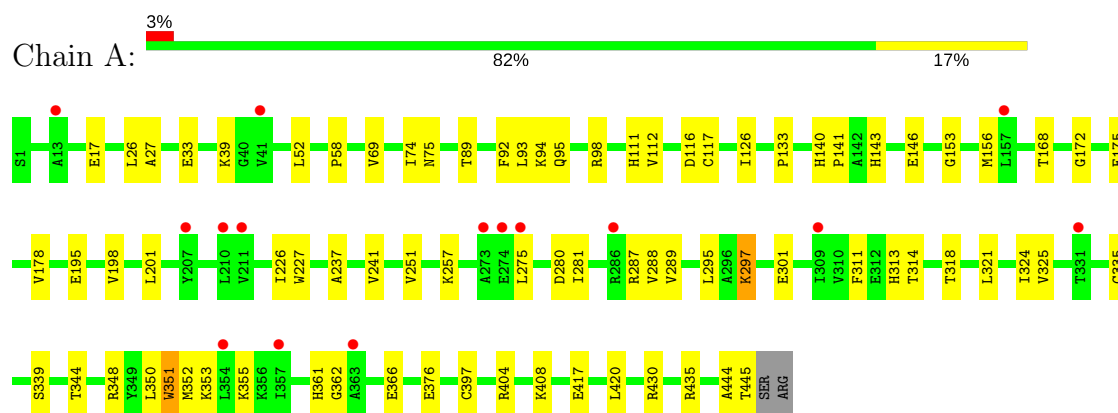 3%
Chain A:
82% 17%
S1 A13 E17 L26 A27 E33 K39 G40 V41 L52 P58 V69 I74 N75 T89 F92 L93 K94 Q95 R98 H111 V112 D116 C117 I126 P133 H140 P141 A142 H143 E146 G153 M156 L157 T168 G172
V178 E195 V198 L201 Y207 L210 V211 I226 W227 A237 V241 V251 K257 A273 E274 L275 D280 I281 R286 R287 V288 V289 L295 A296 K297 E301 I309 V310 F311 E312 H313 T314 T318 L321 I324 V325 T331 G335
S339 T344 R348 Y349 L350 W351 M352 K353 L354 K355 K356 I357 H361 G362 A363 E366 E376 C397 R404 K408 E417 L420 R430 R435 A444 T445 SER ARG